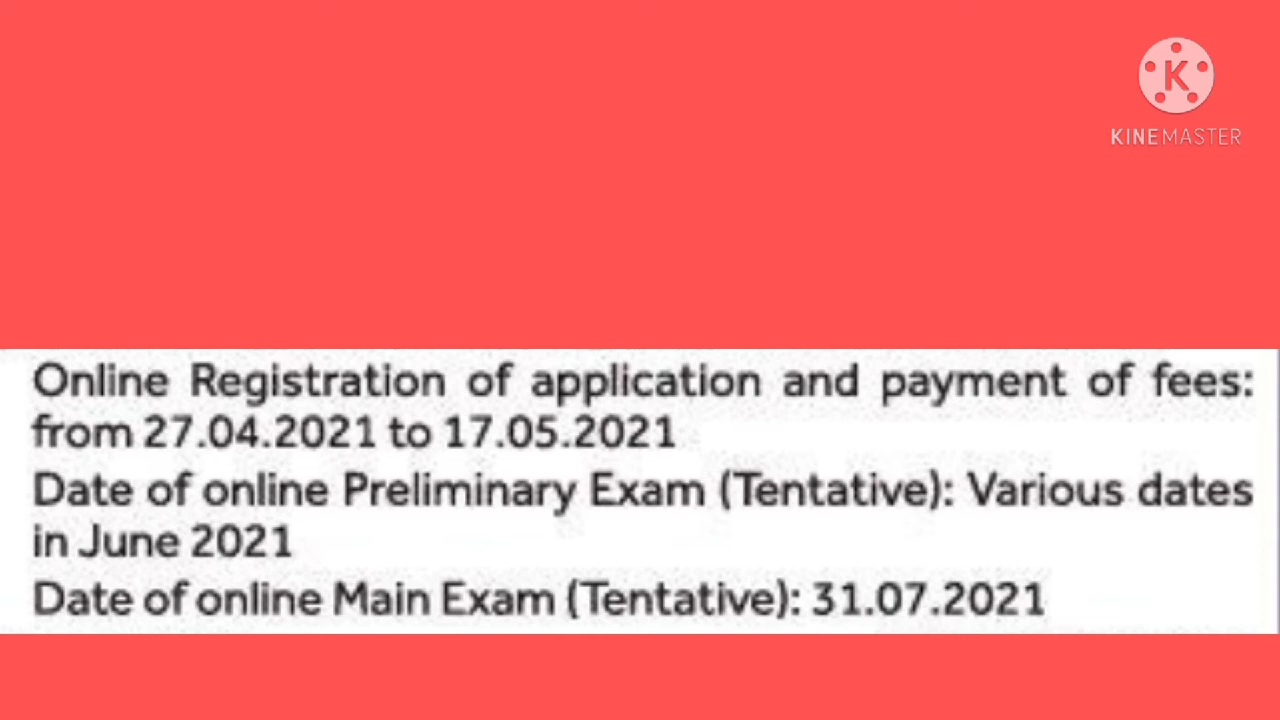 K
KINEMASTER
Online Registration of application and payment of fees:
from 27.04.2021 to 17.05.2021
Date of online Preliminary Exam (Tentative): Various dates
in June 2021
Date of online Main Exam (Tentative): 31.07.2021